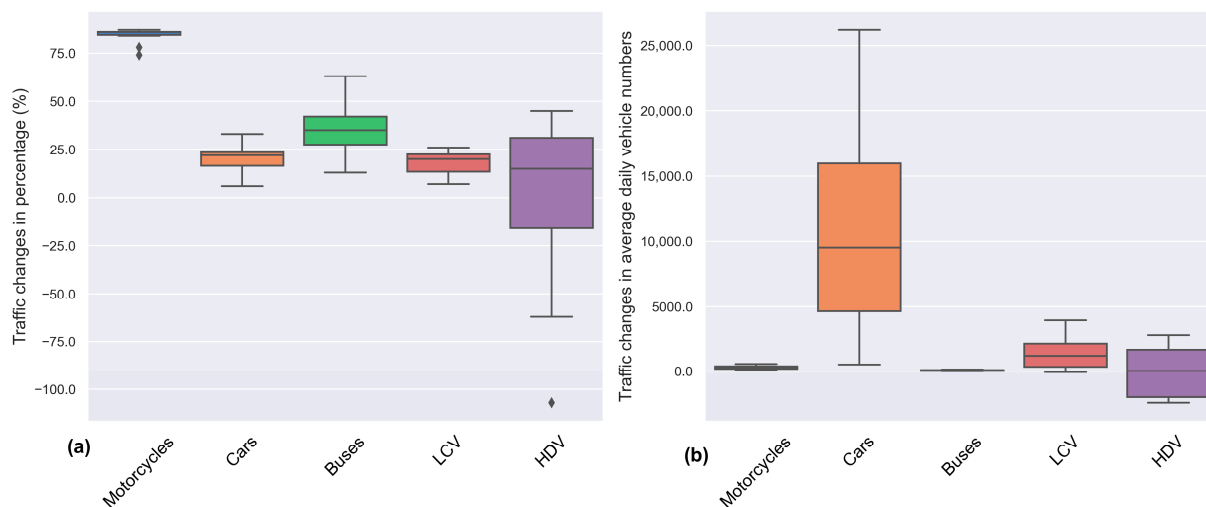 Traffic changes in percentage (%)
75.0
50.0
25.0
0.0
−25.0
−50.0
−75.0
−100.0
(a)
Motorcycles
Cars
Buses
LCV
HDV
Traffic changes in average daily vehicle numbers
25,000.0
20,000.0
15,000.0
10,000.0
5000.0
0.0
(b)
Motorcycles
Cars
Buses
LCV
HDV